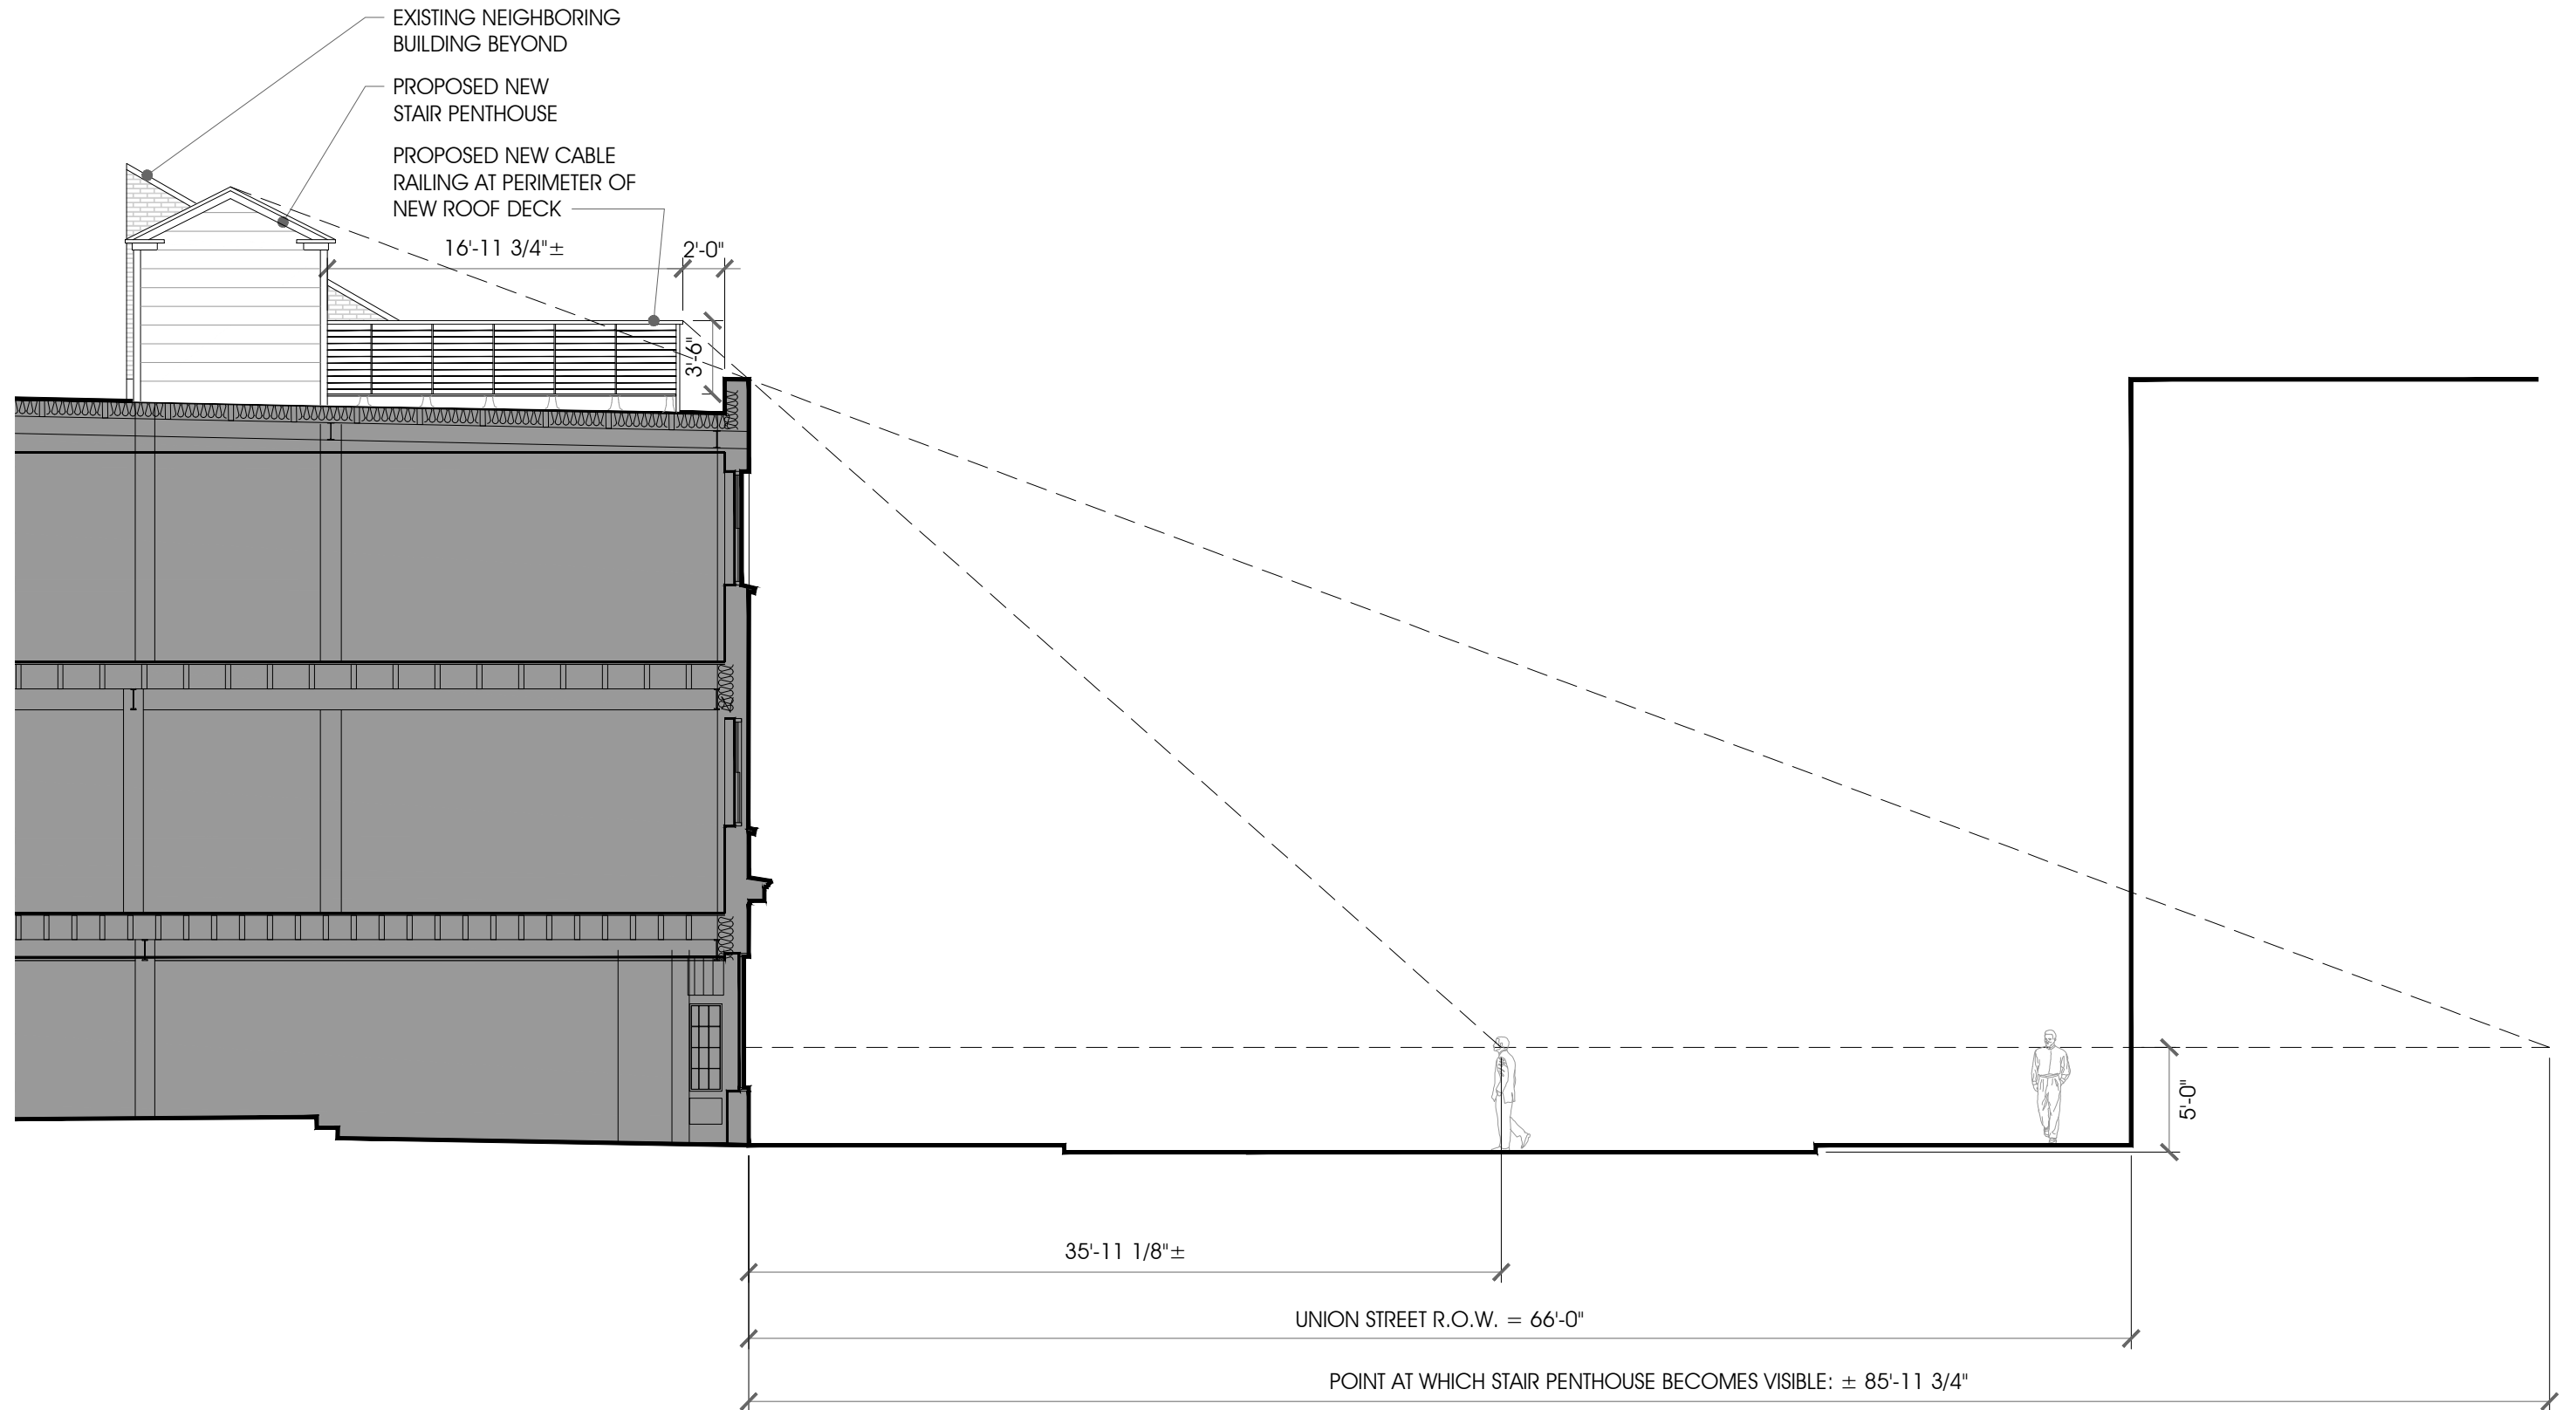 EXISTING NEIGHBORING
BUILDING BEYOND
PROPOSED NEW
STAIR PENTHOUSE
PROPOSED NEW CABLE
RAILING AT PERIMETER OF
NEW ROOF DECK
16'-11 3/4"±
2'-0"
3'-6"
5'-0"
35'-11 1/8"±
UNION STREET R.O.W. = 66'-0"
POINT AT WHICH STAIR PENTHOUSE BECOMES VISIBLE: ± 85'-11 3/4"